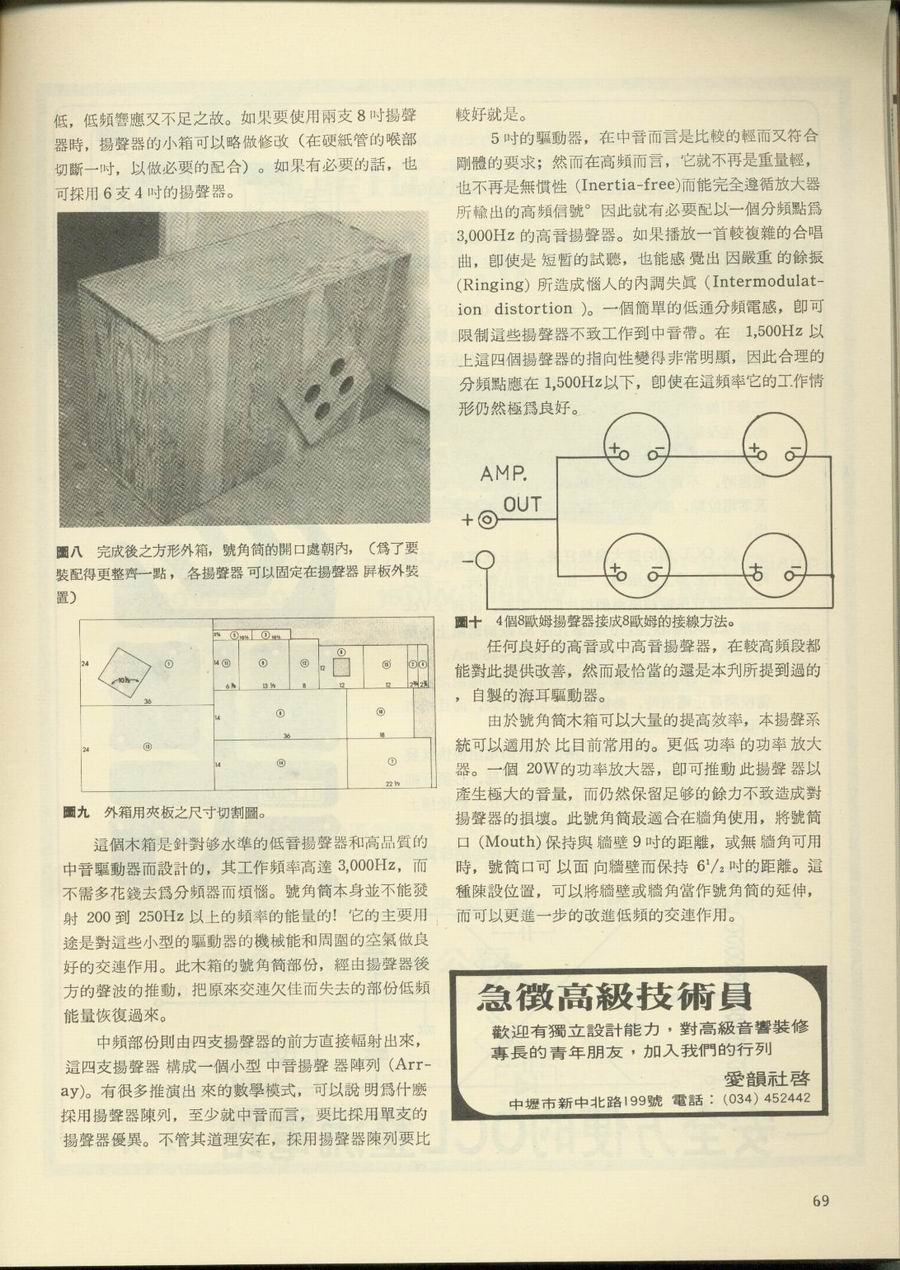 低，低頻響應又不足之故。如果要使用兩支 8 吋揚聲
器時，揚聲器的小箱可以略做修改（在硬紙管的喉部
切斷一吋，以做必要的配合）。如果有必要的話，也
可採用 6 支 4 吋的揚聲器。
圖八　完成後之方形外箱，號角筒的開口處朝內，（爲了要
裝配得更整齊一點， 各揚聲器 可以固定在揚聲器 屛板外裝
置）
圖九　外箱用夾板之尺寸切割圖。
這個木箱是針對够水準的低音揚聲器和高品質的
中音驅動器而設計的，其工作頻率高達 3,000Hz，而
不需多花錢去爲分頻器而煩惱。號角筒本身並不能發
射 200 到 250Hz 以上的頻率的能量的! 它的主要用
途是對這些小型的驅動器的機械能和周圍的空氣做良
好的交連作用。此木箱的號角筒部份，經由揚聲器後
方的聲波的推動，把原來交連欠佳而失去的部份低頻
能量恢復過來。
中頻部份則由四支揚聲器的前方直接輻射出來，
這四支揚聲器 構成一個小型 中音揚聲 器陣列 (Arr-
ay)。有很多推演出 來的數學模式，可以說 明爲什麽
採用揚聲器陳列，至少就中音而言，要比採用單支的
揚聲器優異。不管其道理安在，採用揚聲器陳列要比
較好就是。
5 吋的驅動器，在中音而言是比較的輕而又符合
剛體的要求；然而在高頻而言，它就不再是重量輕，
也不再是無慣性 (Inertia-free)而能完全遵循放大器
所輸出的高頻信號。因此就有必要配以一個分頻點爲
3,000Hz 的高音揚聲器。如果播放一首較複雜的合唱
曲，卽使是 短暫的試聽，也能感 覺出 因嚴重 的餘振
(Ringing) 所造成惱人的內調失眞 (Intermodulat-
ion distortion )。一個簡單的低通分頻電感，卽可
限制這些揚聲器不致工作到中音帶。在 1,500Hz 以
上這四個揚聲器的指向性變得非常明顯，因此合理的
分頻點應在 1,500Hz以下，卽使在這頻率它的工作情
形仍然極爲良好。
AMP.
OUT
+ -
+ - + -
+ - + -
圖十　4個8歐姆揚聲器接成8歐姆的接線方法。
任何良好的高音或中高音揚聲器，在較高頻段都
能對此提供改善，然而最恰當的還是本刋所提到過的
，自製的海耳驅動器。
由於號角筒木箱可以大量的提高效率，本揚聲系
統可以適用於 比目前常用的。更低 功率 的功率 放大
器。一個 20W的功率放大器，卽可推動 此揚聲 器以
產生極大的音量，而仍然保留足够的餘力不致造成對
揚聲器的損壞。此號角筒最適合在牆角使用，將號筒
口（Mouth) 保持與 牆壁 9 吋的距離，或無 牆角可用
時，號筒口可 以面 向牆壁而保持 6¹/₂ 吋的距離。這
種陳設位置，可以將牆壁或牆角當作號角筒的延伸，
而可以更進一步的改進低頻的交連作用。
急徵高級技術員
歡迎有獨立設計能力，對高級音響裝修
專長的青年朋友，加入我們的行列
愛韻社啓
中壢市新中北路199號 電話：(034) 452442
69